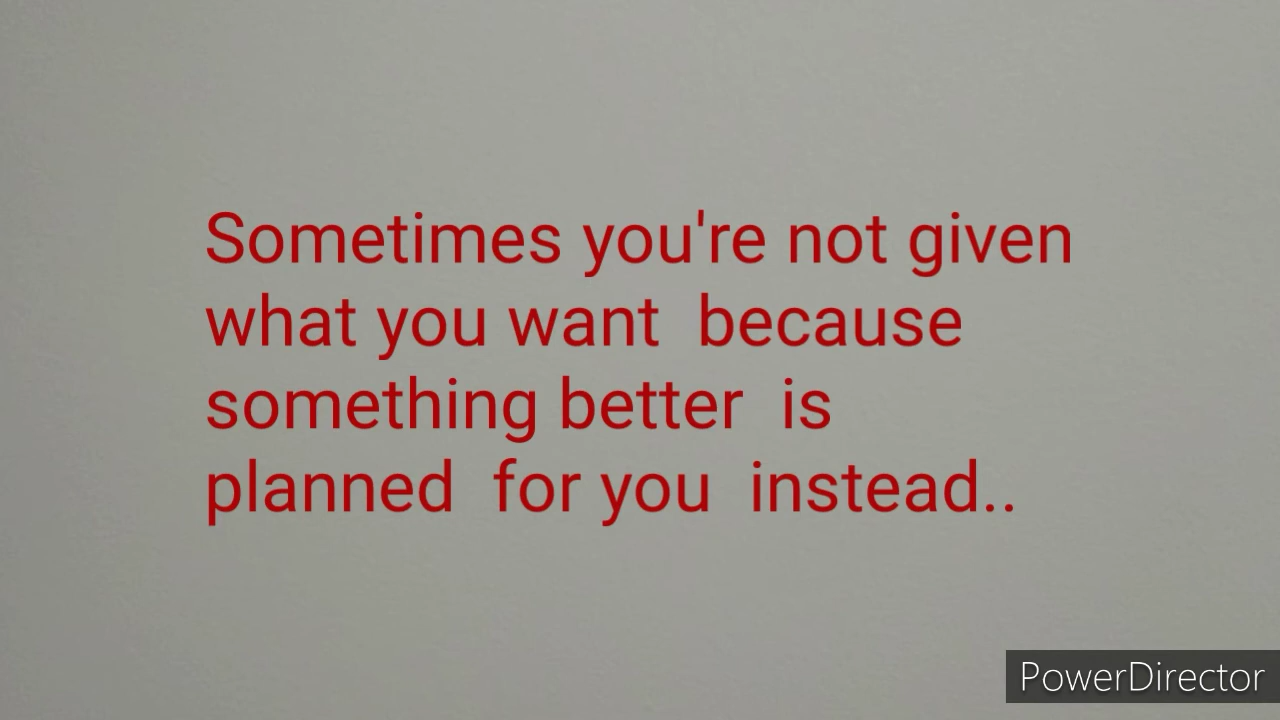 Sometimes you're not given
what you want  because
something better  is
planned  for you  instead..
PowerDirector